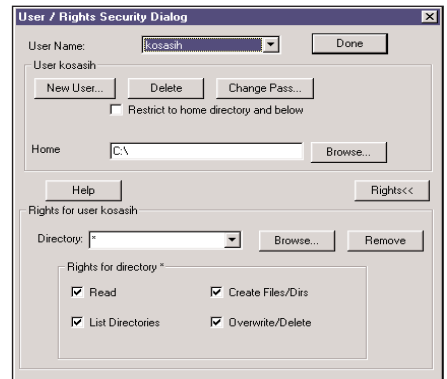 User / Rights Security Dialog
User Name: kosasih Done
User kosasih
New User... Delete Change Pass...
Restrict to home directory and below
Home C:\ Browse...
Help Rights<<
Rights for user kosasih
Directory: * Browse... Remove
Rights for directory *
Read Create Files/Dirs
List Directories Overwrite/Delete